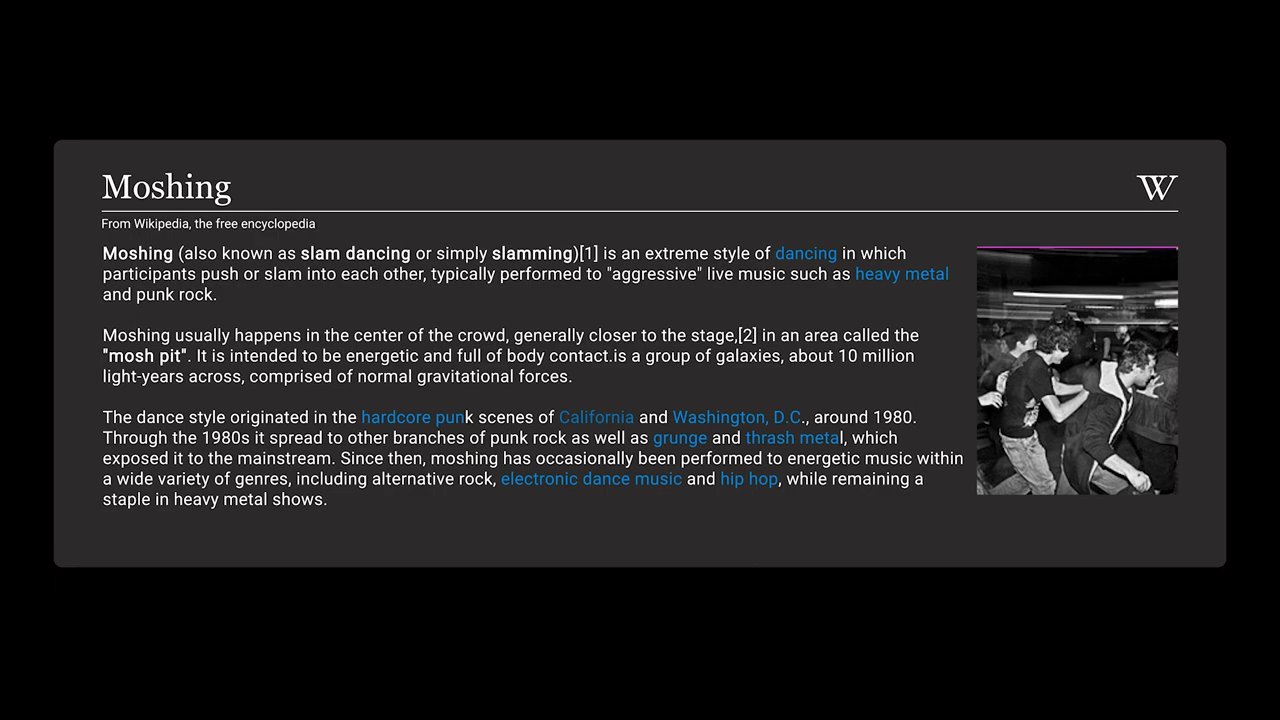 Moshing
W
From Wikipedia, the free encyclopedia
Moshing (also known as slam dancing or simply slamming)[1] is an extreme style of dancing in which
participants push or slam into each other, typically performed to "aggressive" live music such as heavy metal
and punk rock.
Moshing usually happens in the center of the crowd, generally closer to the stage,[2] in an area called the
"mosh pit". It is intended to be energetic and full of body contact.is a group of galaxies, about 10 million
light-years across, comprised of normal gravitational forces.
The dance style originated in the hardcore punk scenes of California and Washington, D.C., around 1980.
Through the 1980s it spread to other branches of punk rock as well as grunge and thrash metal, which
exposed it to the mainstream. Since then, moshing has occasionally been performed to energetic music within
a wide variety of genres, including alternative rock, electronic dance music and hip hop, while remaining a
staple in heavy metal shows.